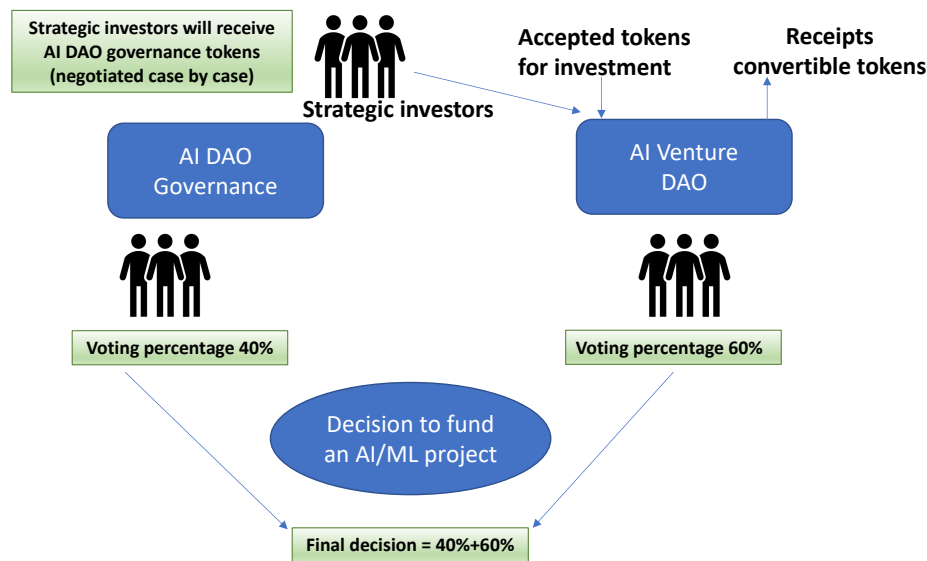 Strategic investors will receive
AI DAO governance tokens
(negotiated case by case)
Strategic investors
Accepted tokens
for investment
Receipts
convertible tokens
AI DAO
Governance
AI Venture
DAO
Voting percentage 40%
Voting percentage 60%
Decision to fund
an AI/ML project
Final decision = 40%+60%